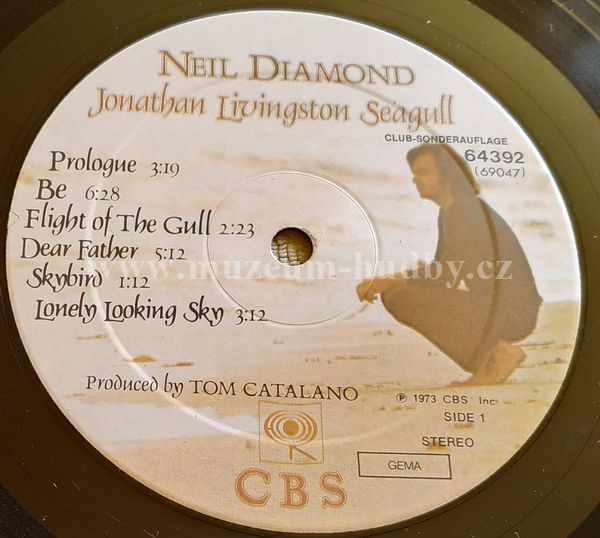 NEIL DIAMOND
Jonathan Livingston Seagull
CLUB-SONDERAUFLAGE
64392
(69047)
Prologue 3:19
Be 6:28
Flight of The Gull 2:23
Dear Father 5:12
Skybird 1:12
Lonely Looking Sky 3:12
www.muzeum-hudby.cz
Produced by TOM CATALANO
℗ 1973 CBS Inc
SIDE 1
STEREO
GEMA
CBS